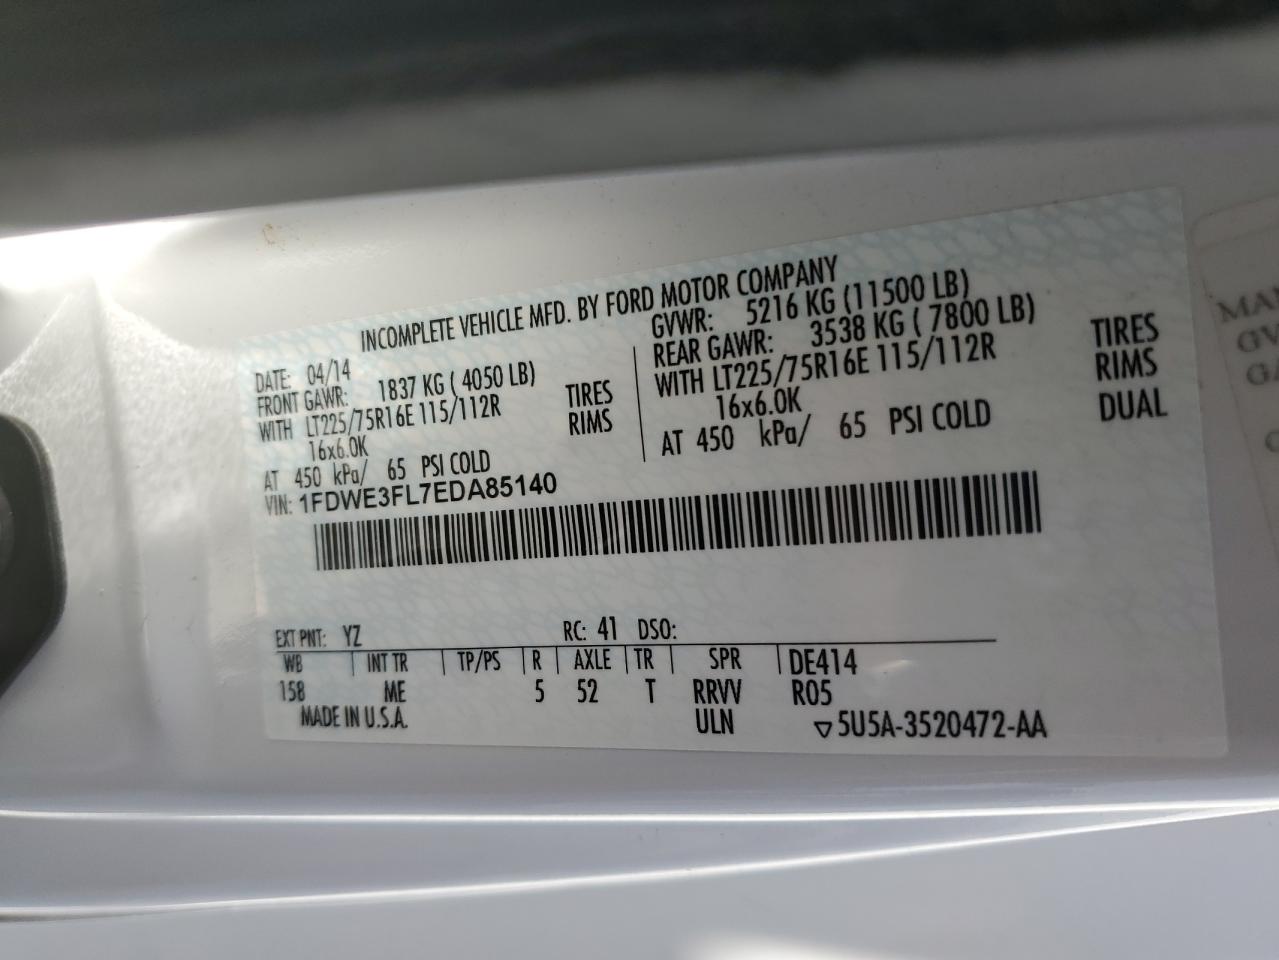 INCOMPLETE VEHICLE MFD. BY FORD MOTOR COMPANY
DATE: 04/14
FRONT GAWR: 1837 KG ( 4050 LB)
WITH LT225/75R16E 115/112R TIRES
16x6.0K RIMS
AT 450 kPa/ 65 PSI COLD
GVWR: 5216 KG (11500 LB)
REAR GAWR: 3538 KG ( 7800 LB)
WITH LT225/75R16E 115/112R TIRES
16x6.0K RIMS
AT 450 kPa/ 65 PSI COLD DUAL
VIN: 1FDWE3FL7EDA85140
EXT PNT: YZ RC: 41 DSO:
WB INT TR TP/PS R AXLE TR SPR DE414
158 ME 5 52 T RRVV R05
MADE IN U.S.A. ULN ▽5U5A-3520472-AA